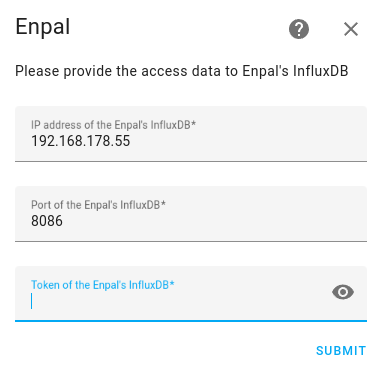 Enpal
Please provide the access data to Enpal's InfluxDB
IP address of the Enpal's InfluxDB*
192.168.178.55
Port of the Enpal's InfluxDB*
8086
Token of the Enpal's InfluxDB*
SUBMIT